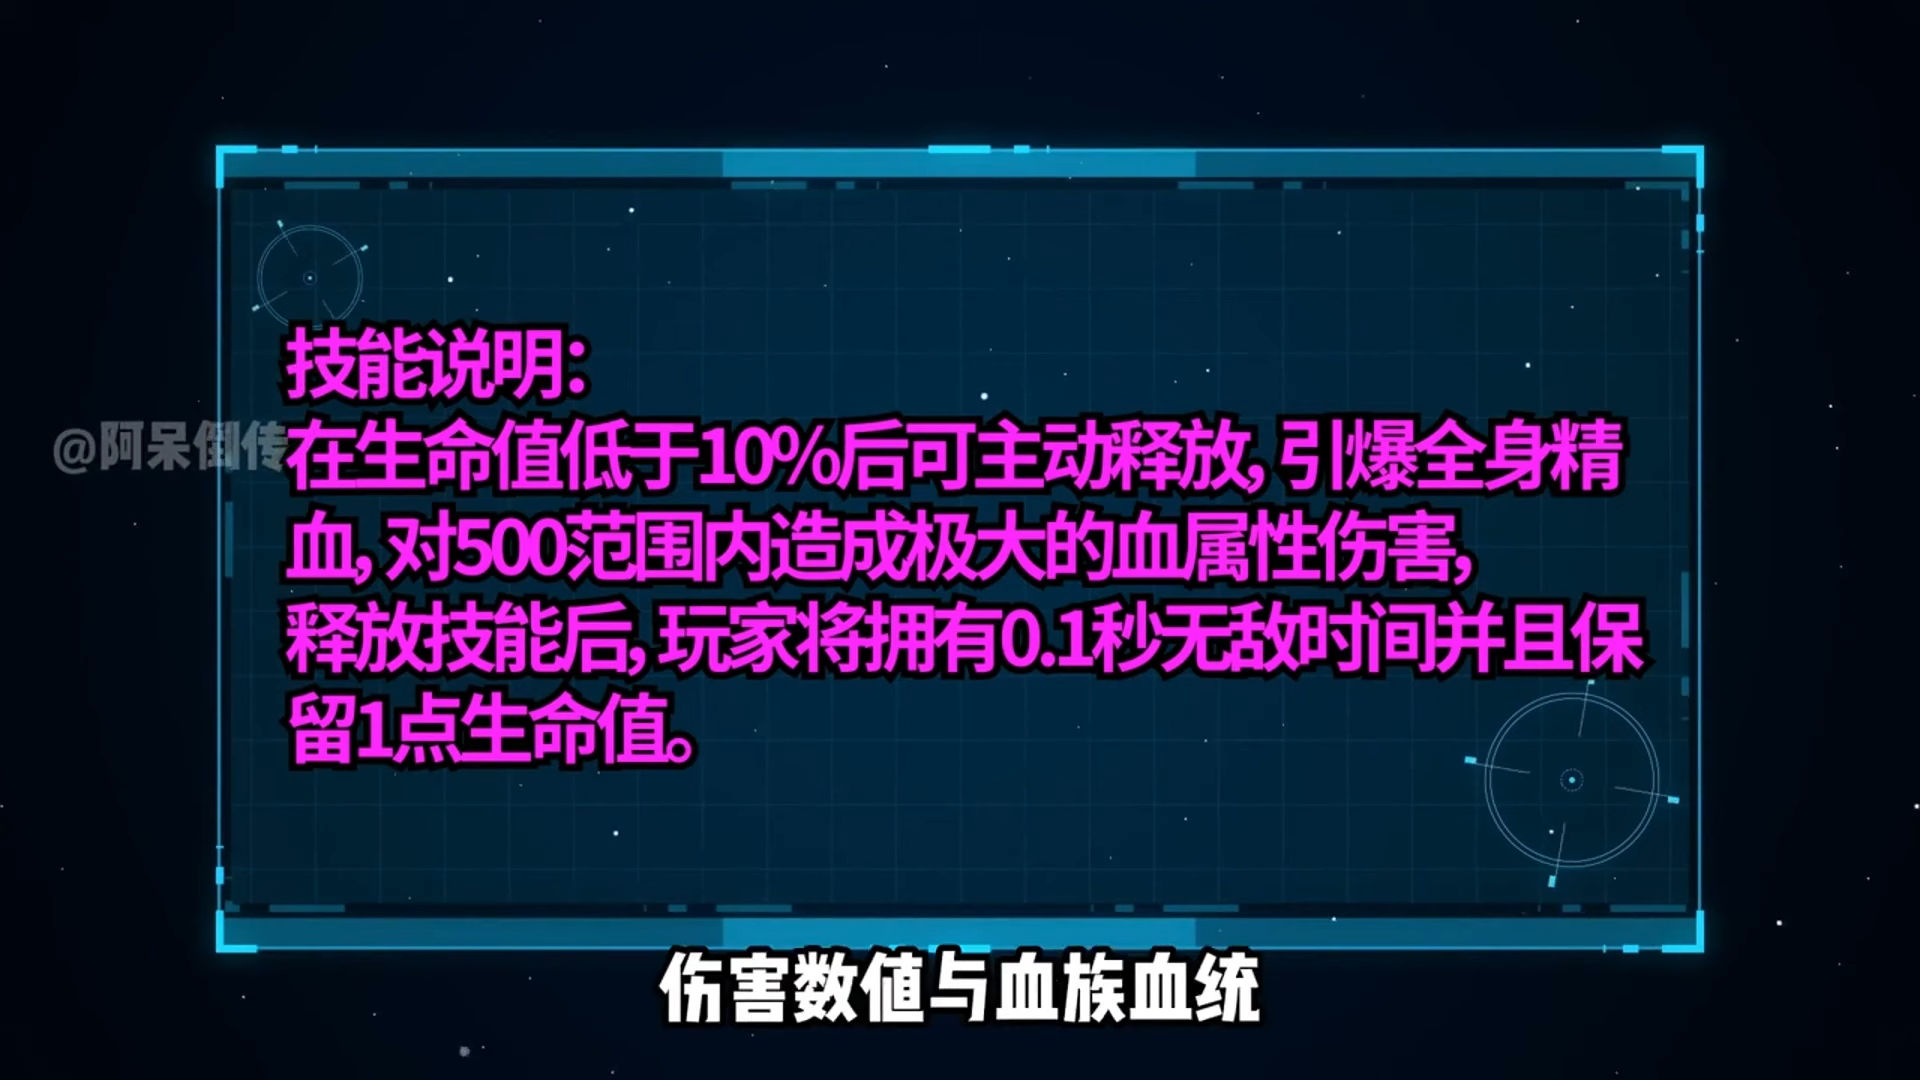 技能说明：
@阿呆倒传
在生命值低于10%后可主动释放, 引爆全身精
血, 对500范围内造成极大的血属性伤害,
释放技能后, 玩家将拥有0.1秒无敌时间并且保
留1点生命值。
伤害数值与血族血统